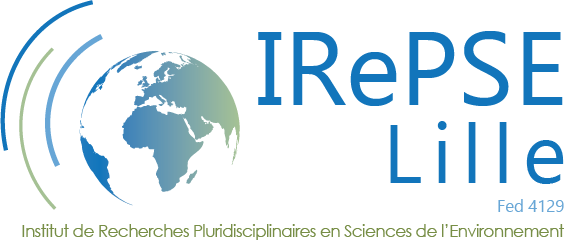 IRePSE
Lille
Fed 4129
Institut de Recherches Pluridisciplinaires en Sciences de l'Environnement